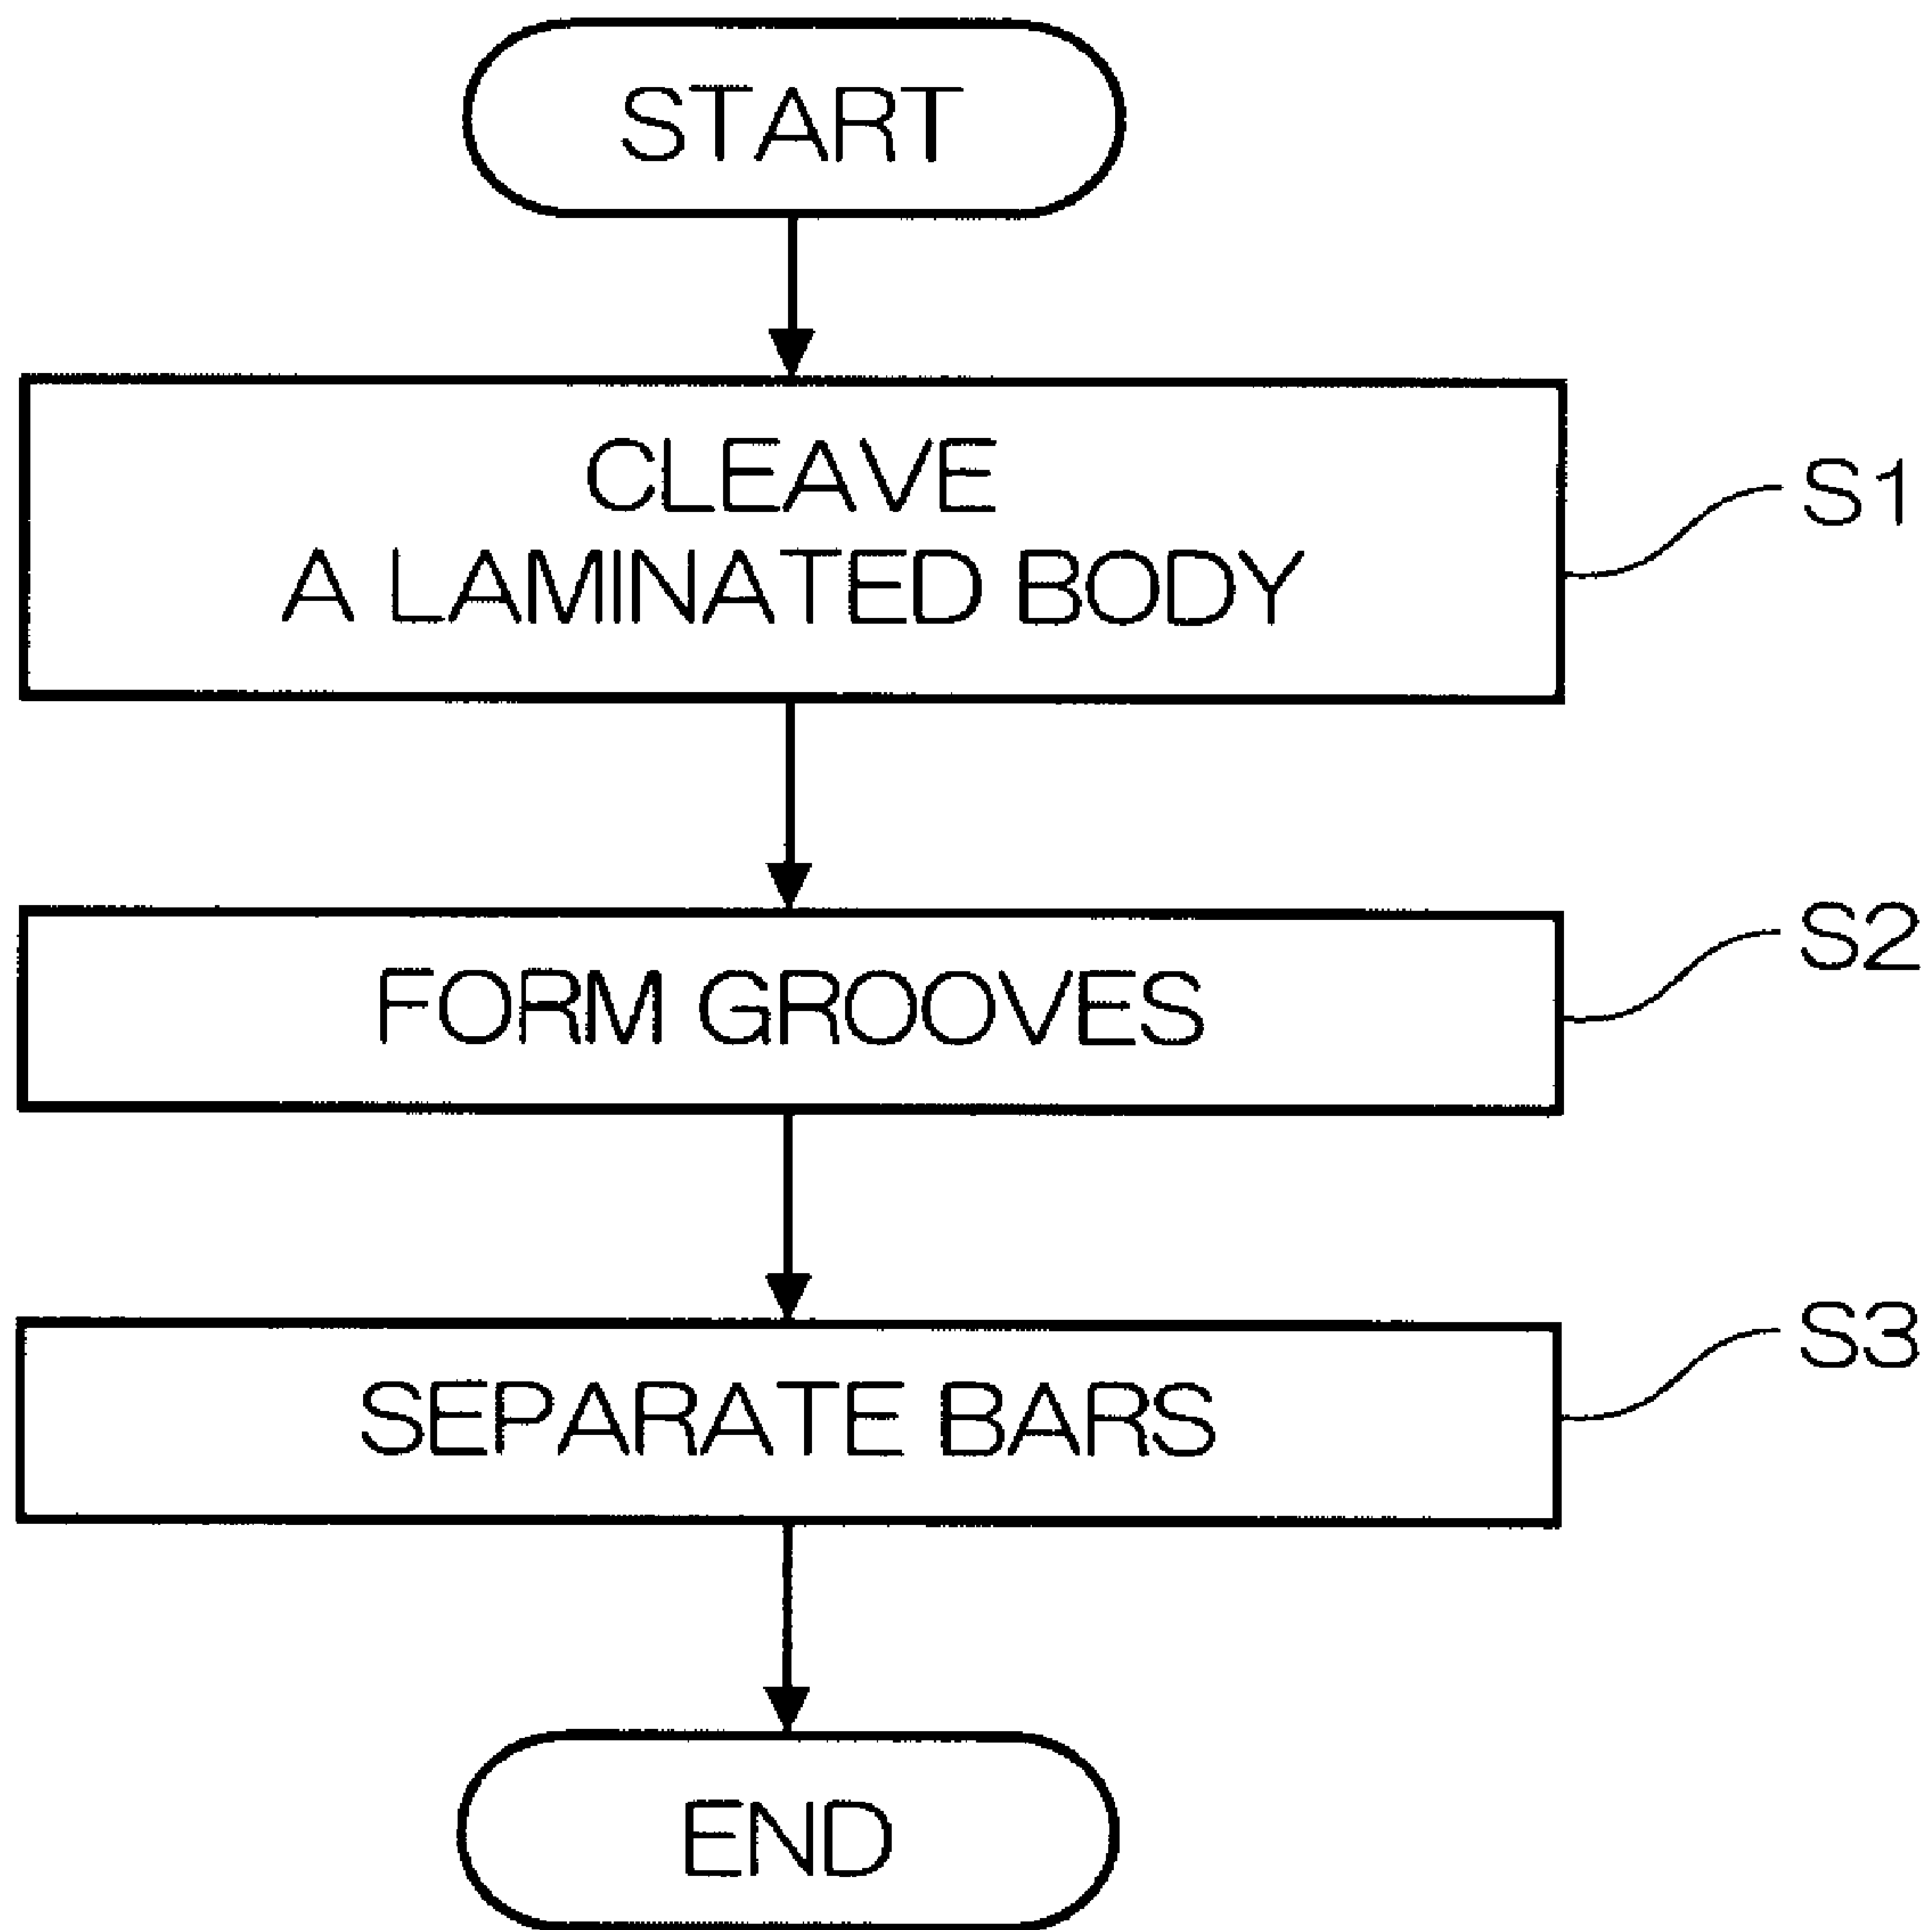 START
CLEAVE
A LAMINATED BODY
S1
FORM GROOVES
S2
SEPARATE BARS
S3
END